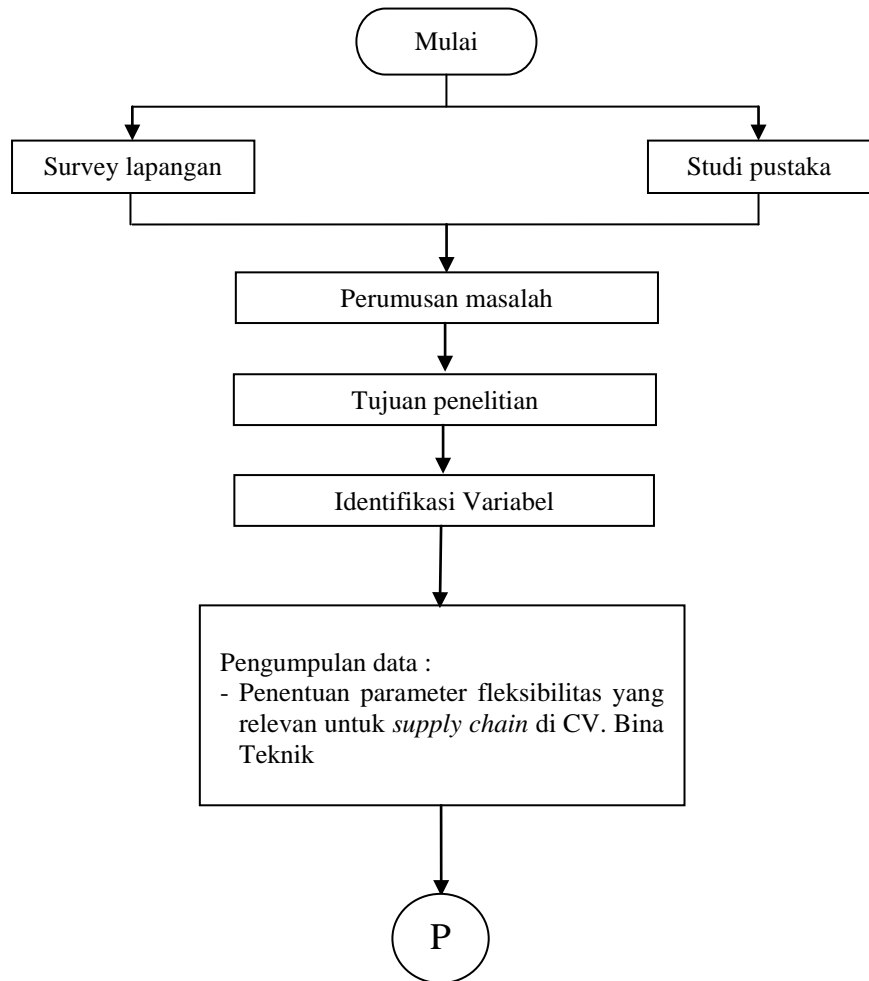 Mulai
Survey lapangan
Studi pustaka
Perumusan masalah
Tujuan penelitian
Identifikasi Variabel
Pengumpulan data :
- Penentuan parameter fleksibilitas yang
relevan untuk supply chain di CV. Bina
Teknik
P